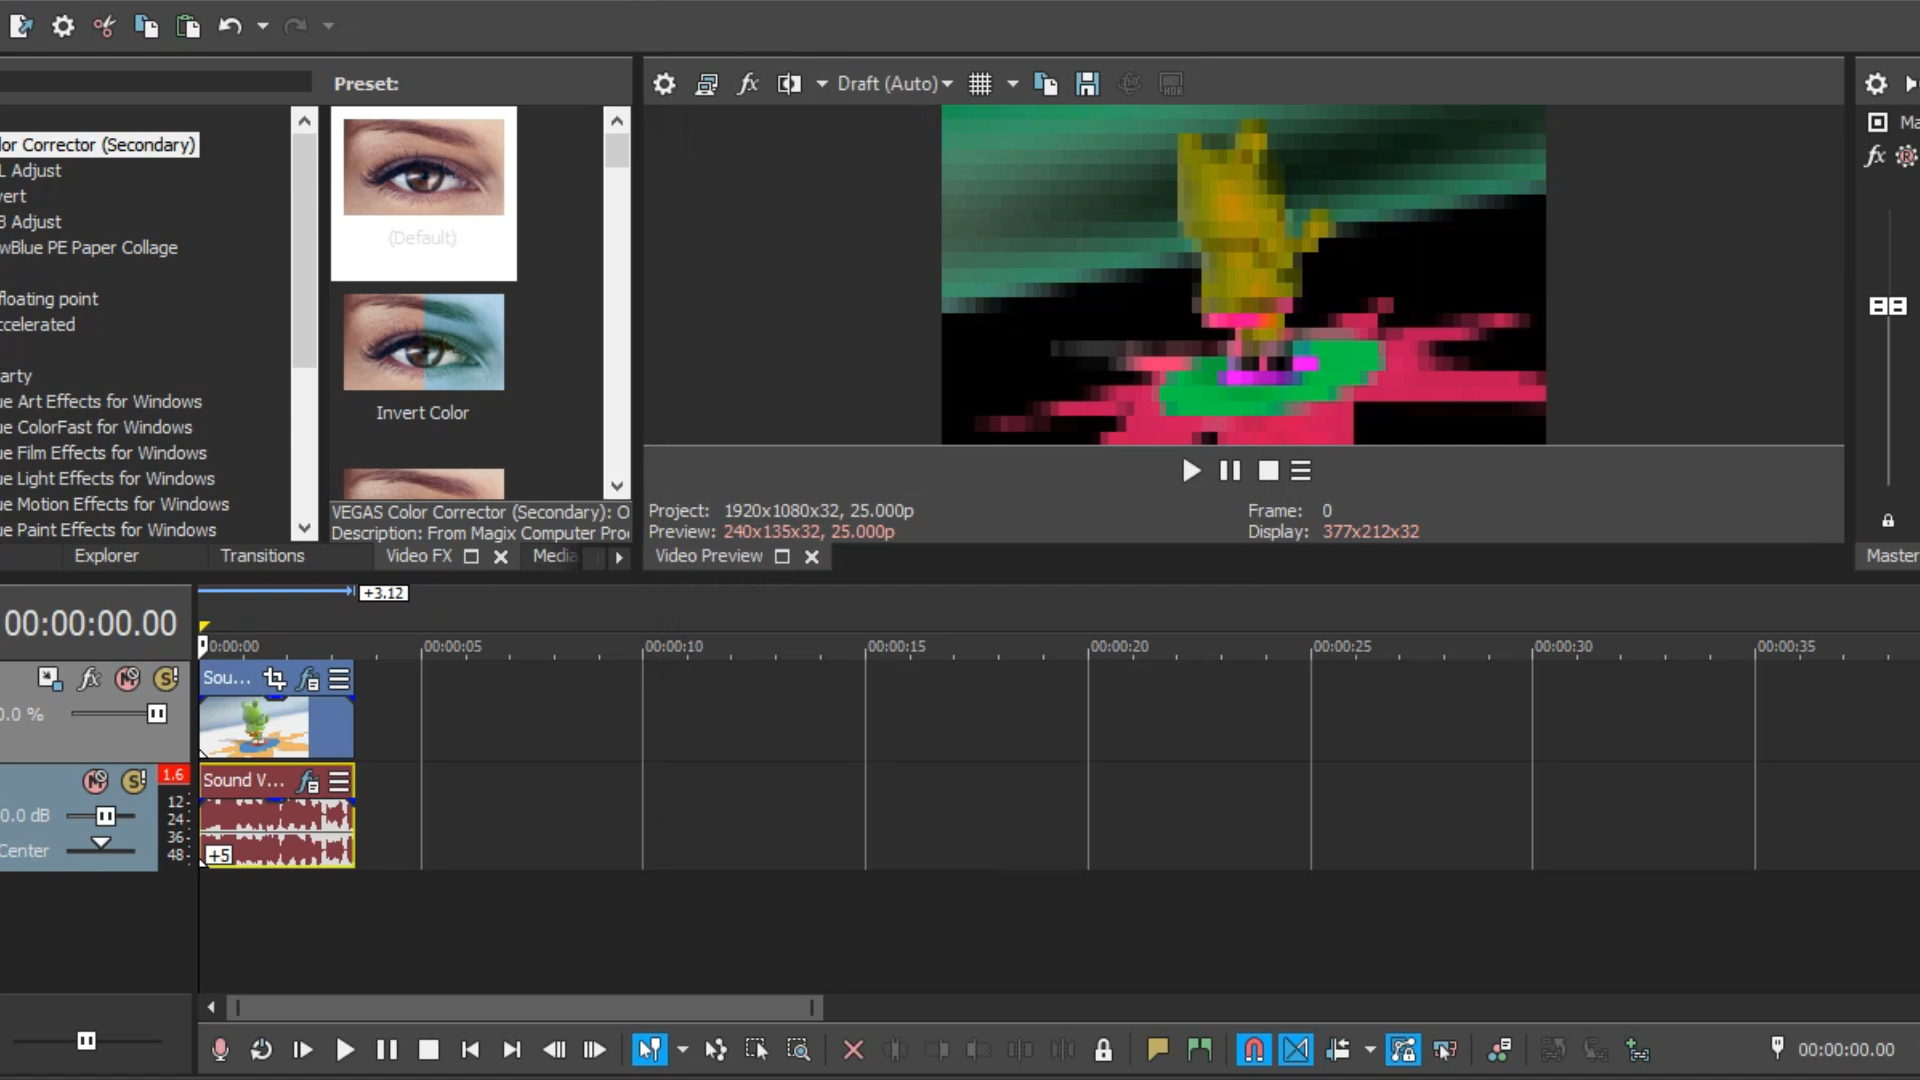 Preset:
Draft (Auto)
Ma
lor Corrector (Secondary)
L Adjust
vert
B Adjust
wBlue PE Paper Collage
floating point
ccelerated
arty
ue Art Effects for Windows
ue ColorFast for Windows
ue Film Effects for Windows
ue Light Effects for Windows
ue Motion Effects for Windows
ue Paint Effects for Windows
(Default)
Invert Color
VEGAS Color Corrector (Secondary): O
Description: From Magix Computer Pro
Project: 1920x1080x32, 25.000p
Frame: 0
Preview: 240x135x32, 25.000p
Display: 377x212x32
Explorer
Transitions
Video FX
Media
Video Preview
Master
+3.12
00:00:00.00
0:00:00
00:00:05
00:00:10
00:00:15
00:00:20
00:00:25
00:00:30
00:00:35
Sou...
0.0 %
1.6
Sound V...
12-
24-
36-
48-
0.0 dB
Center
+5
00:00:00.00